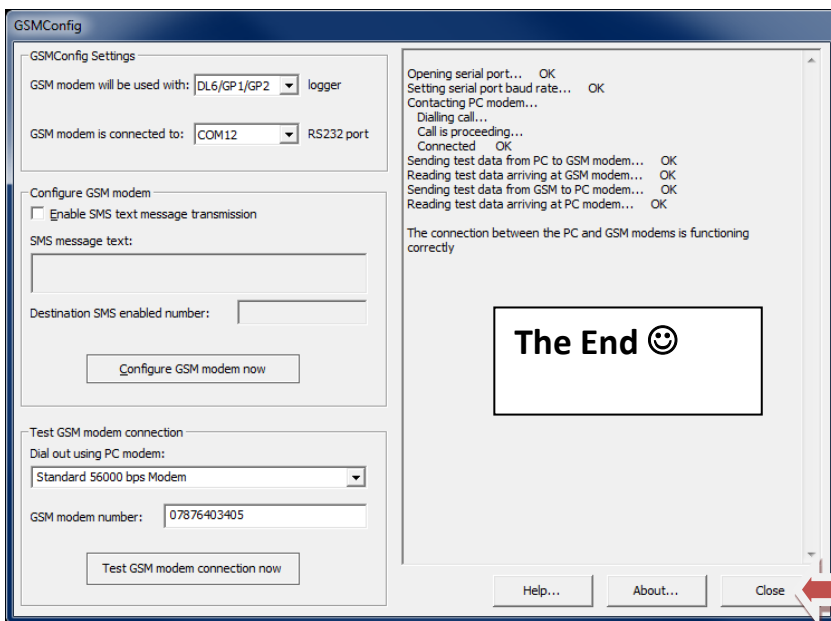 GSMConfig
GSMConfig Settings
GSM modem will be used with: DL6/GP1/GP2 logger
GSM modem is connected to: COM12 RS232 port
Configure GSM modem
Enable SMS text message transmission
SMS message text:
Destination SMS enabled number:
Configure GSM modem now
Test GSM modem connection
Dial out using PC modem:
Standard 56000 bps Modem
GSM modem number: 07876403405
Test GSM modem connection now
Opening serial port... OK
Setting serial port baud rate... OK
Contacting PC modem...
Dialling call...
Call is proceeding...
Connected OK
Sending test data from PC to GSM modem... OK
Reading test data arriving at GSM modem... OK
Sending test data from GSM to PC modem... OK
Reading test data arriving at PC modem... OK
The connection between the PC and GSM modems is functioning
correctly
The End ☺
Help... About... Close